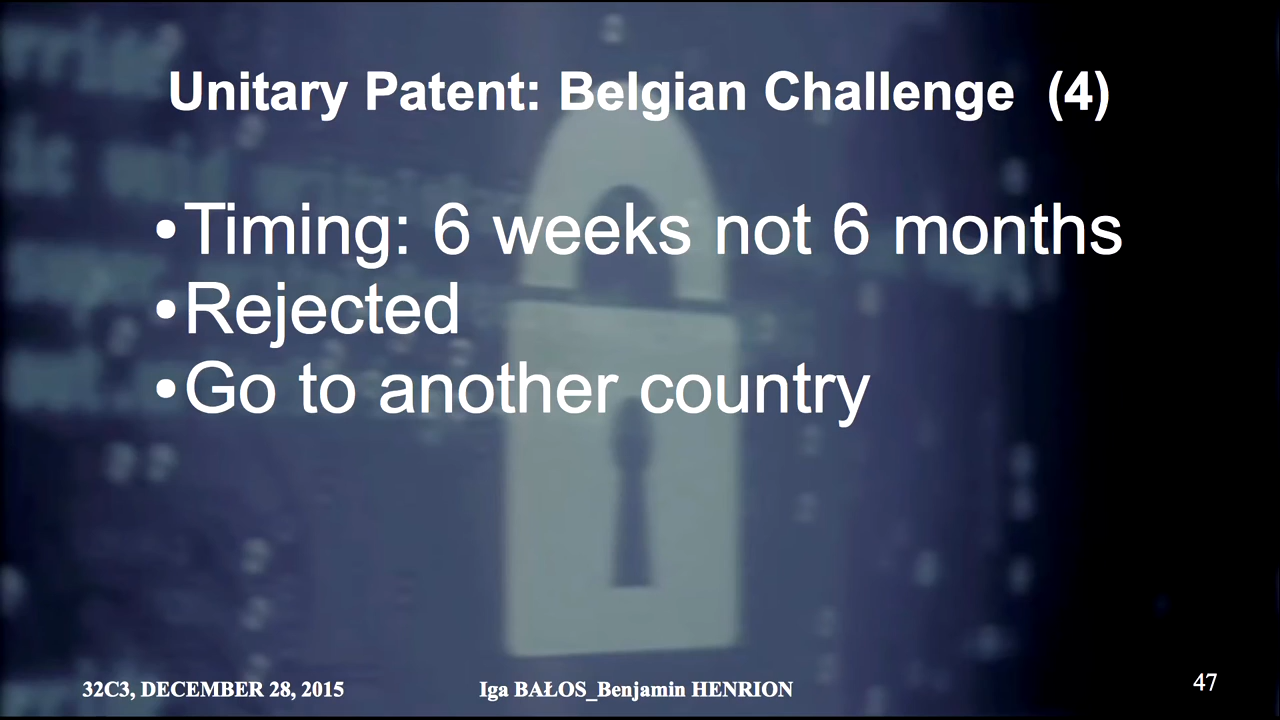 Unitary Patent: Belgian Challenge (4)
•Timing: 6 weeks not 6 months
•Rejected
•Go to another country
32C3, DECEMBER 28, 2015
Iga BAŁOS_Benjamin HENRION
47